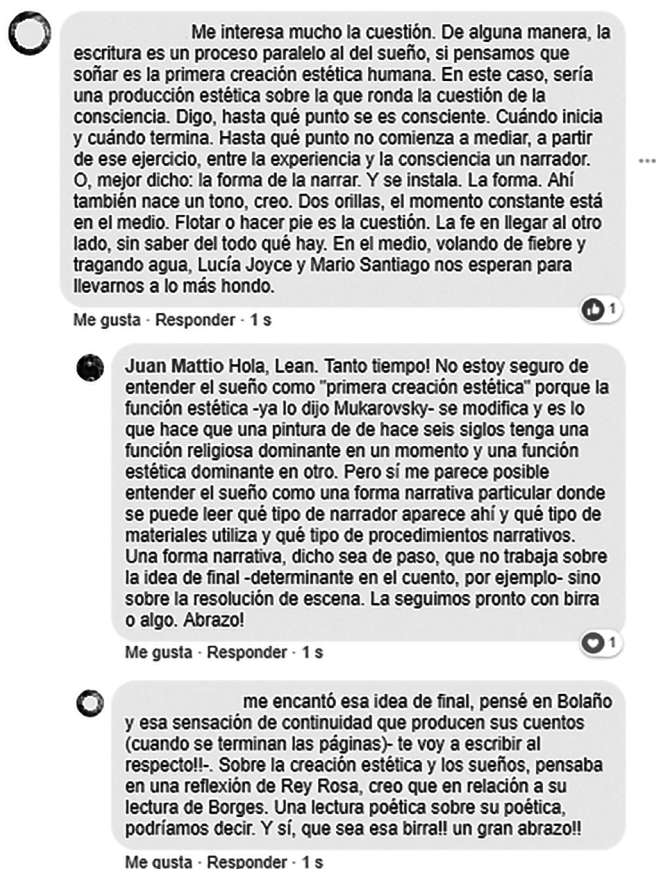 Me interesa mucho la cuestión. De alguna manera, la
escritura es un proceso paralelo al del sueño, si pensamos que
soñar es la primera creación estética humana. En este caso, sería
una producción estética sobre la que ronda la cuestión de la
consciencia. Digo, hasta qué punto se es consciente. Cuándo inicia
y cuándo termina. Hasta qué punto no comienza a mediar, a partir
de ese ejercicio, entre la experiencia y la consciencia un narrador.
O, mejor dicho: la forma de la narrar. Y se instala. La forma. Ahí
también nace un tono, creo. Dos orillas, el momento constante está
en el medio. Flotar o hacer pie es la cuestión. La fe en llegar al otro
lado, sin saber del todo qué hay. En el medio, volando de fiebre y
tragando agua, Lucía Joyce y Mario Santiago nos esperan para
llevarnos a lo más hondo.
1
Me gusta · Responder · 1 s
Juan Mattio Hola, Lean. Tanto tiempo! No estoy seguro de
entender el sueño como "primera creación estética" porque la
función estética -ya lo dijo Mukarovsky- se modifica y es lo
que hace que una pintura de de hace seis siglos tenga una
función religiosa dominante en un momento y una función
estética dominante en otro. Pero sí me parece posible
entender el sueño como una forma narrativa particular donde
se puede leer qué tipo de narrador aparece ahí y qué tipo de
materiales utiliza y qué tipo de procedimientos narrativos.
Una forma narrativa, dicho sea de paso, que no trabaja sobre
la idea de final -determinante en el cuento, por ejemplo- sino
sobre la resolución de escena. La seguimos pronto con birra
o algo. Abrazo!
1
Me gusta · Responder · 1 s
me encantó esa idea de final, pensé en Bolaño
y esa sensación de continuidad que producen sus cuentos
(cuando se terminan las páginas)- te voy a escribir al
respecto!!-. Sobre la creación estética y los sueños, pensaba
en una reflexión de Rey Rosa, creo que en relación a su
lectura de Borges. Una lectura poética sobre su poética,
podríamos decir. Y sí, que sea esa birra!! un gran abrazo!!
Me gusta · Responder · 1 s